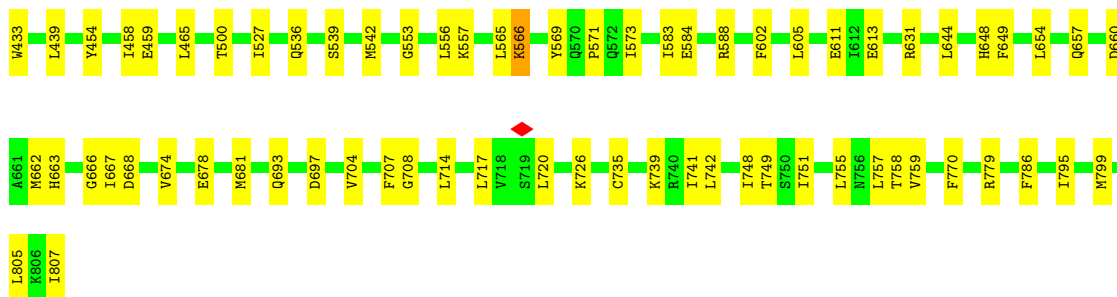 W433 L439 Y454 I458 E459 L465 T500 I527 Q536 S539 M542 G553 L556 K557 L565 K566 Y569 Q570 P571 Q572 I573 I583 E584 R588 F602 L605 E611 I612 E613 R631 L644 H648 F649 L654 Q657 D660
A661 M662 H663 G666 I667 D668 V674 E678 M681 Q693 D697 V704 F707 G708 L714 L717 V718 S719 L720 K726 C735 K739 R740 I741 L742 I748 T749 S750 I751 L755 N756 L757 T758 V759 F770 R779 F786 I795 M799
L805 K806 I807